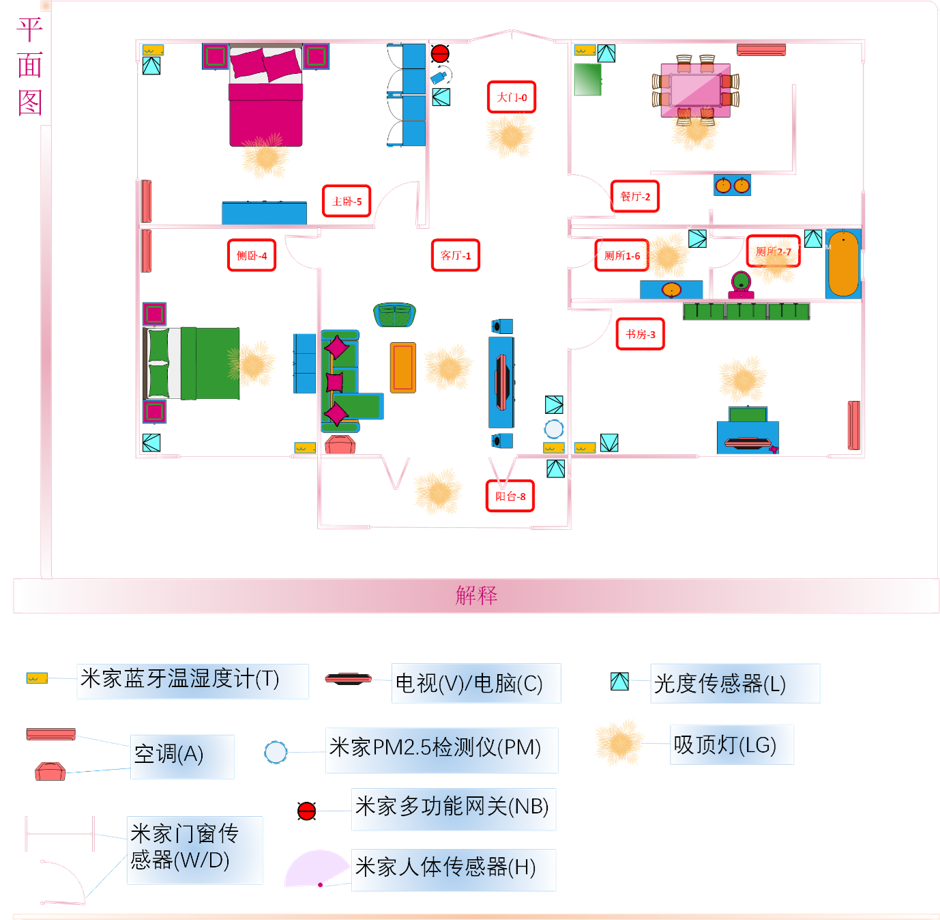 平面图
大门-0
主卧-5
餐厅-2
侧卧-4
客厅-1
厕所1-6
厕所2-7
书房-3
阳台-8
解释
米家蓝牙温湿度计(T)
电视(V)/电脑(C)
光度传感器(L)
空调(A)
米家PM2.5检测仪(PM)
吸顶灯(LG)
米家多功能网关(NB)
米家门窗传
感器(W/D)
米家人体传感器(H)